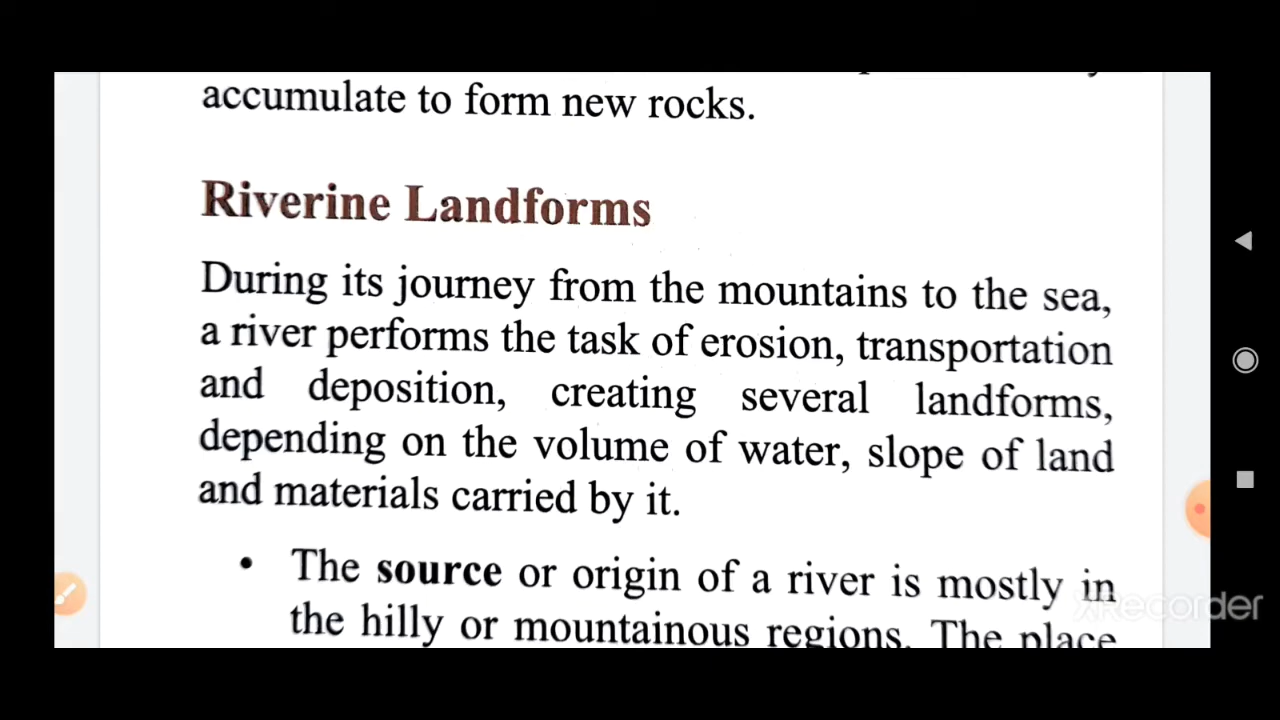 accumulate to form new rocks.
Riverine Landforms
During its journey from the mountains to the sea,
a river performs the task of erosion, transportation
and deposition, creating several landforms,
depending on the volume of water, slope of land
and materials carried by it.
• The source or origin of a river is mostly in
the hilly or mountainous regions. The place
XRecorder